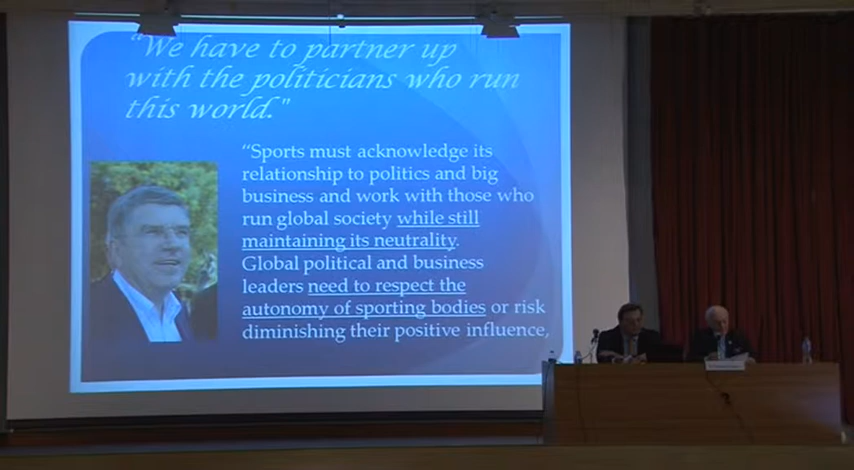 “We have to partner up
with the politicians who run
this world."
“Sports must acknowledge its
relationship to politics and big
business and work with those who
run global society while still
maintaining its neutrality.
Global political and business
leaders need to respect the
autonomy of sporting bodies or risk
diminishing their positive influence,